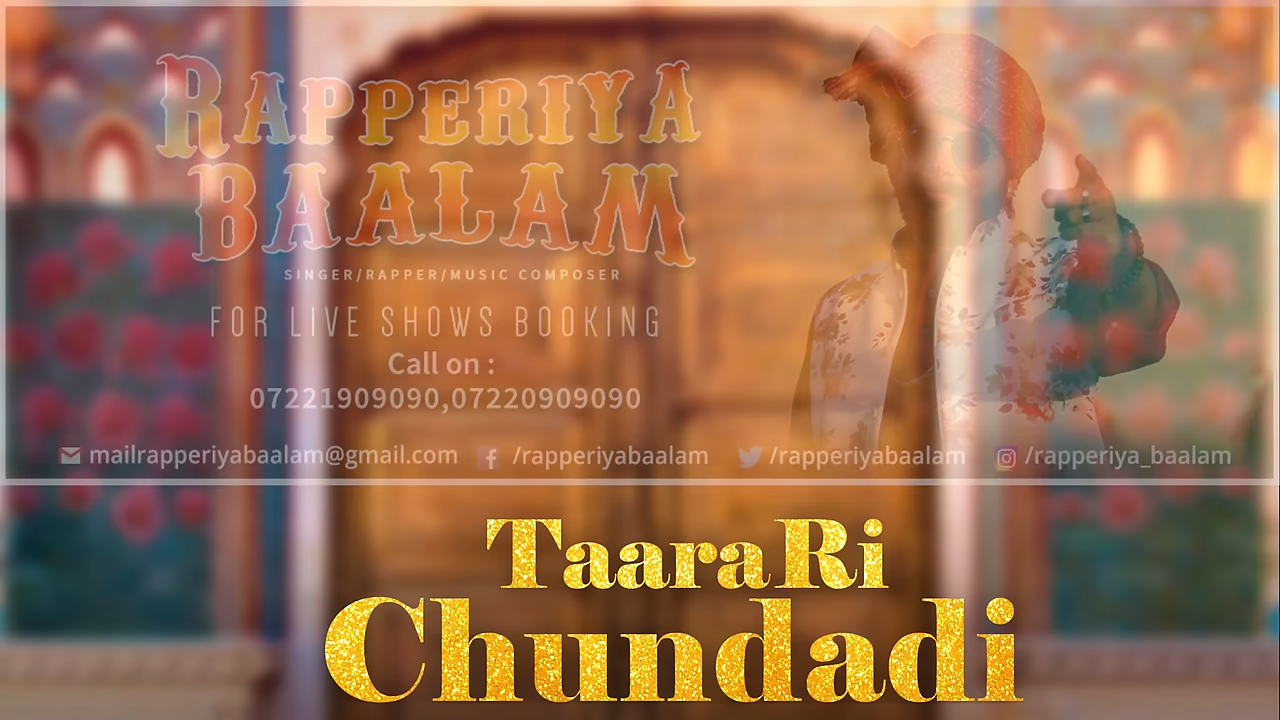 RAPPERIYA
BAALAM
SINGER/RAPPER/MUSIC COMPOSER
FOR LIVE SHOWS BOOKING
Call on :
07221909090,07220909090
mailrapperiyabaalam@gmail.com /rapperiyabaalam /rapperiyabaalam /rapperiya_baalam
Taara Ri
Chundadi